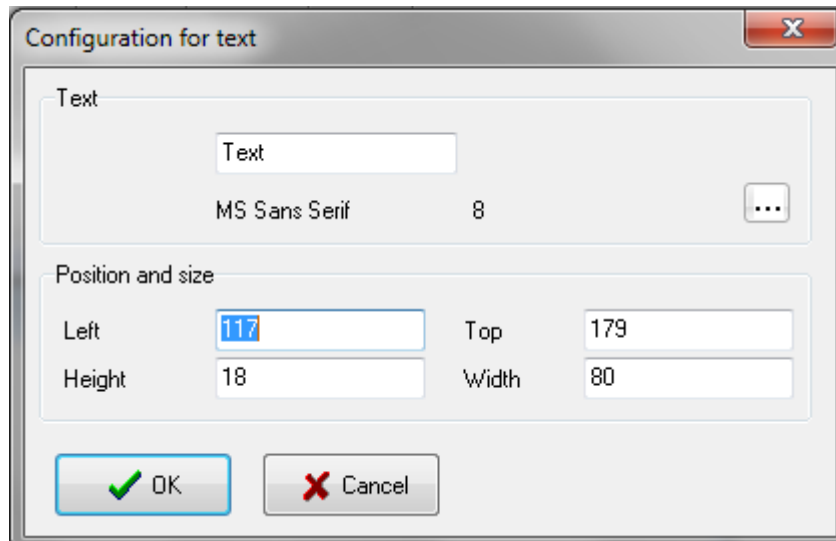 Configuration for text
Text
Text
MS Sans Serif 8 ...
Position and size
Left 117 Top 179
Height 18 Width 80
OK Cancel